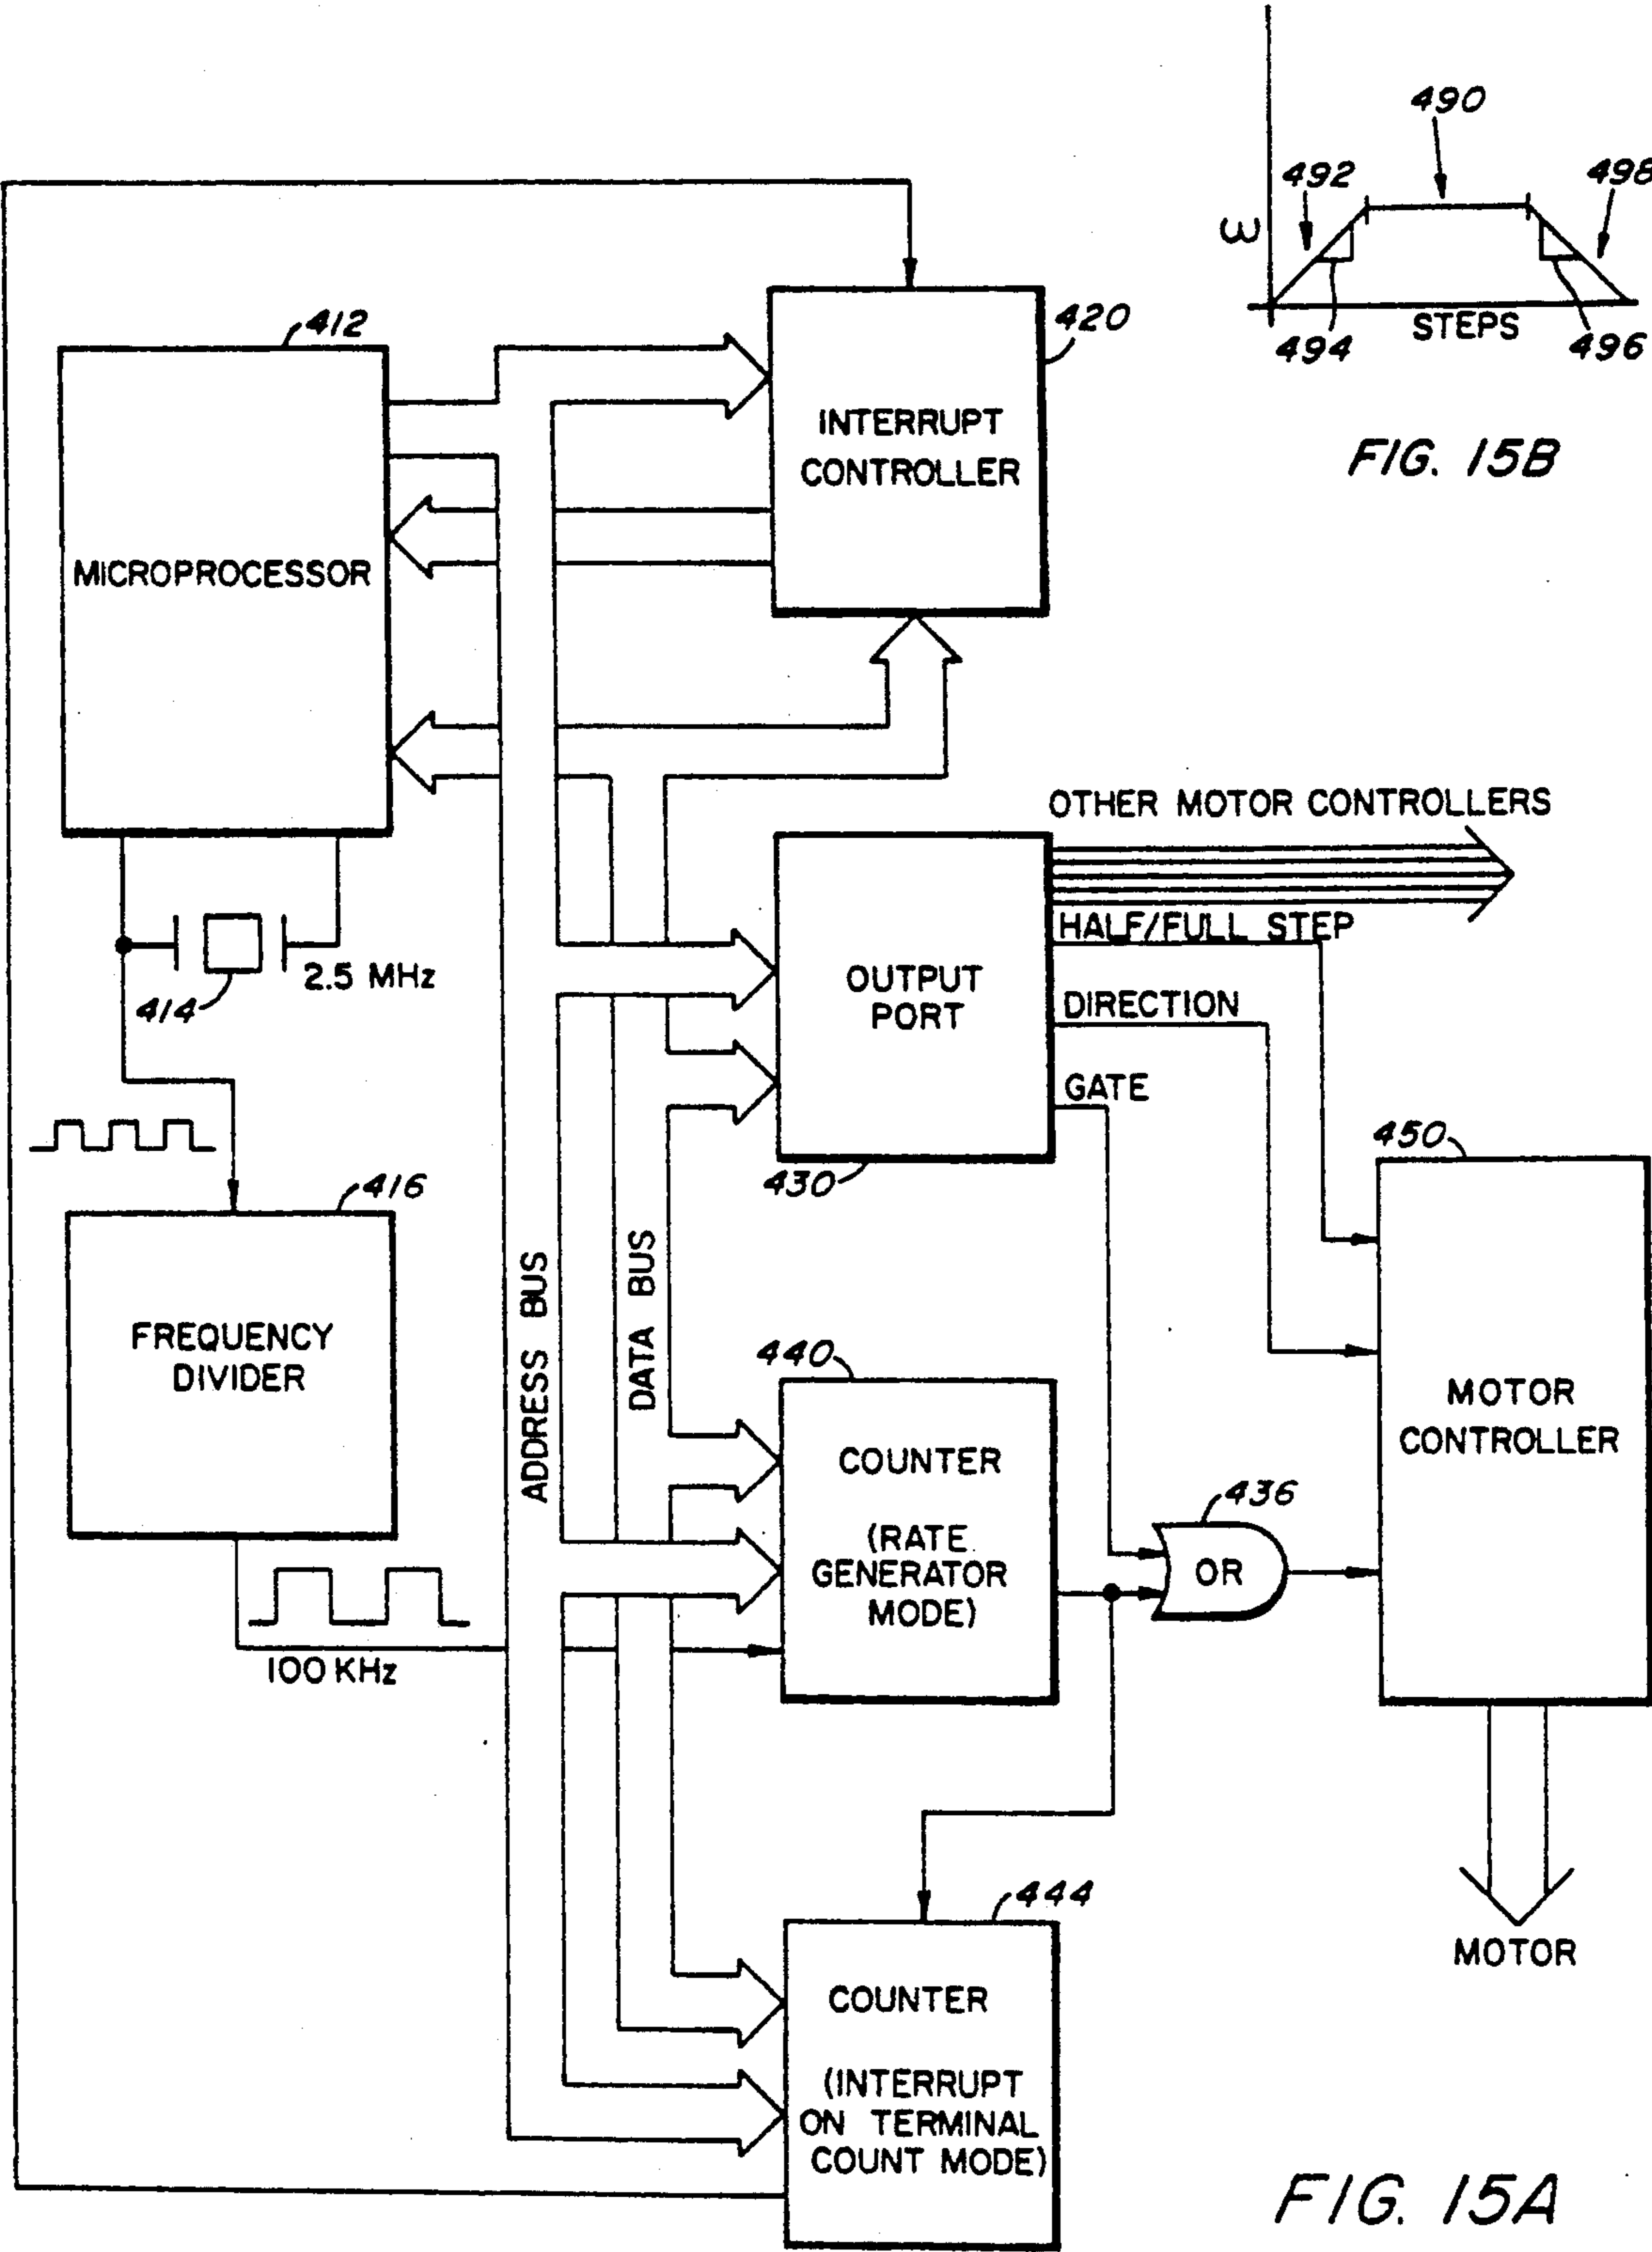 490
492
498
ω
STEPS
494
496
FIG. 15B
412
420
INTERRUPT
CONTROLLER
MICROPROCESSOR
OTHER MOTOR CONTROLLERS
HALF/FULL STEP
2.5 MHz
414
OUTPUT
PORT
DIRECTION
GATE
430
450
416
FREQUENCY
DIVIDER
ADDRESS BUS
DATA BUS
440
COUNTER
(RATE
GENERATOR
MODE)
MOTOR
CONTROLLER
436
OR
100 KHz
444
COUNTER
(INTERRUPT
ON TERMINAL
COUNT MODE)
MOTOR
FIG. 15A